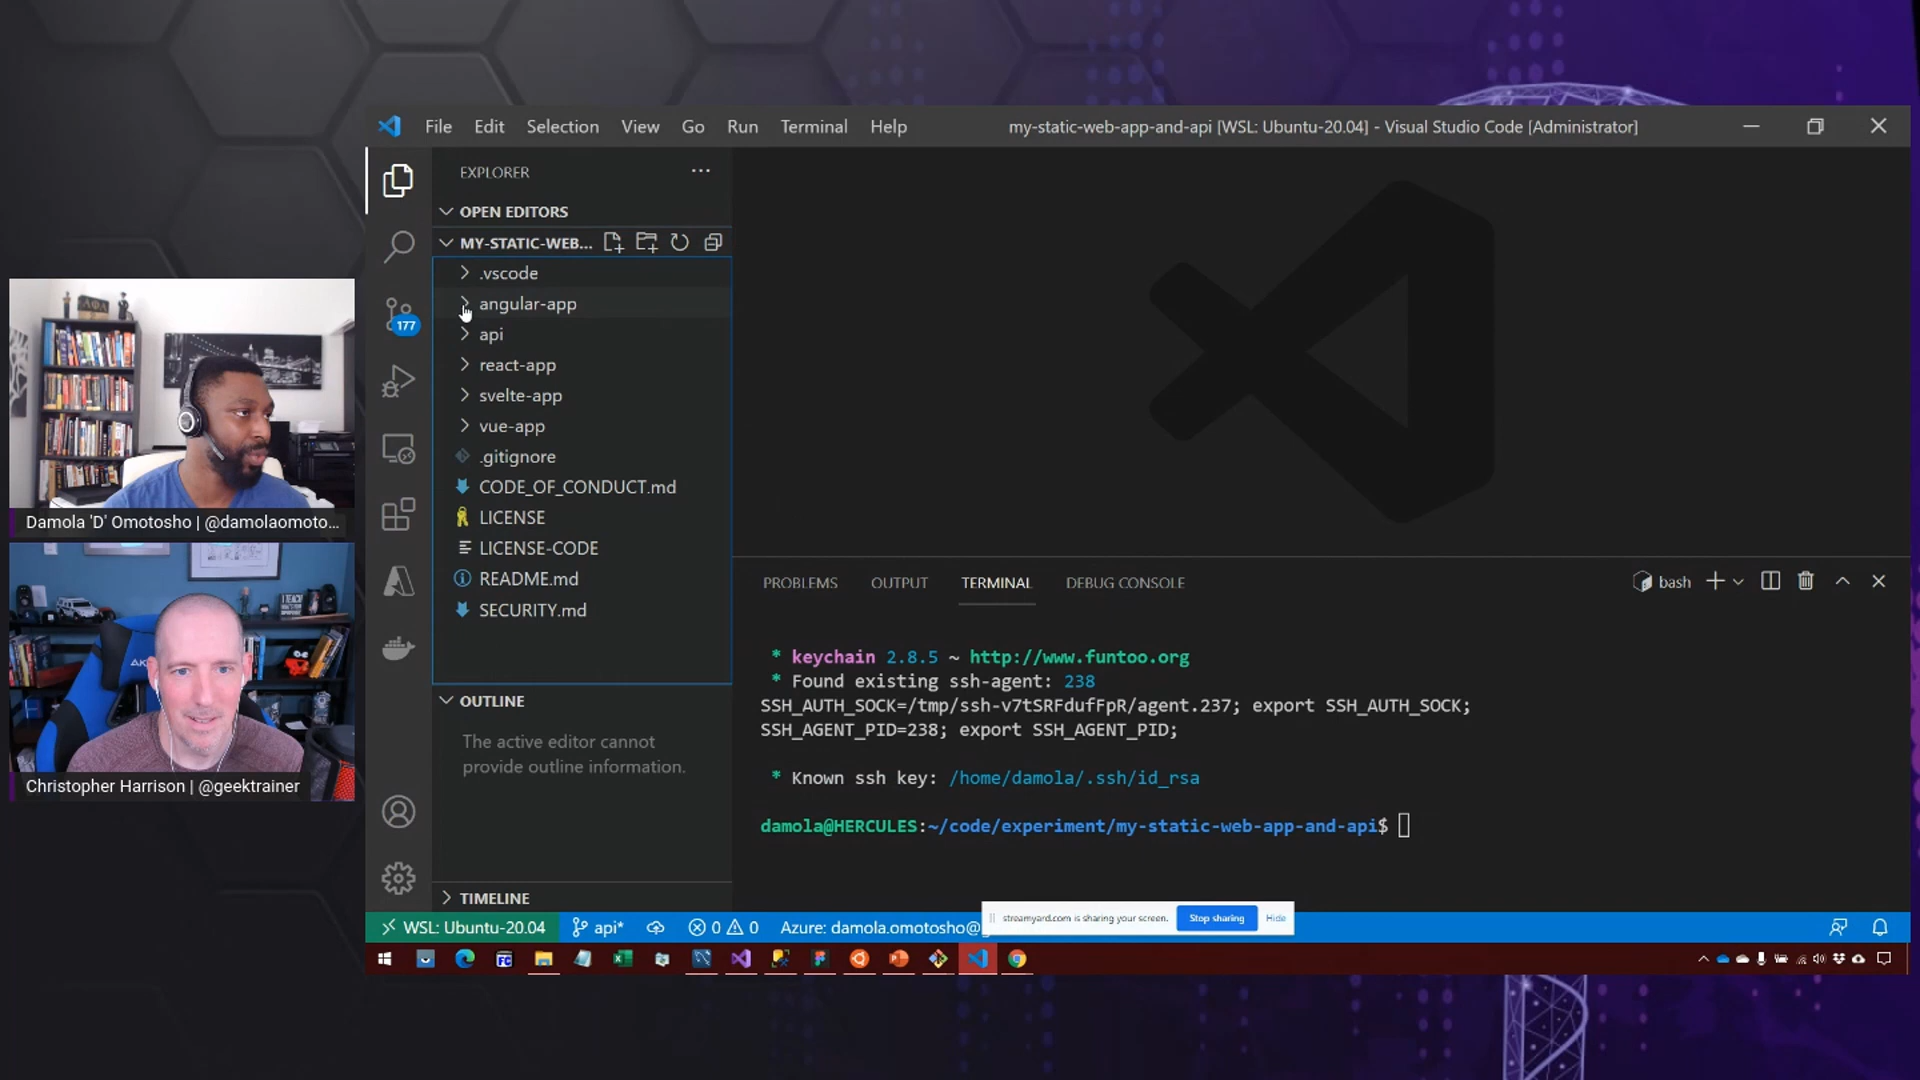 File Edit Selection View Go Run Terminal Help
my-static-web-app-and-api [WSL: Ubuntu-20.04] - Visual Studio Code [Administrator]
EXPLORER
OPEN EDITORS
MY-STATIC-WEB...
.vscode
angular-app
api
react-app
svelte-app
vue-app
.gitignore
CODE_OF_CONDUCT.md
LICENSE
LICENSE-CODE
README.md
SECURITY.md
OUTLINE
The active editor cannot
provide outline information.
TIMELINE
177
PROBLEMS OUTPUT TERMINAL DEBUG CONSOLE
bash
* keychain 2.8.5 ~ http://www.funtoo.org
* Found existing ssh-agent: 238
SSH_AUTH_SOCK=/tmp/ssh-v7tSRFdufFpR/agent.237; export SSH_AUTH_SOCK;
SSH_AGENT_PID=238; export SSH_AGENT_PID;
* Known ssh key: /home/damola/.ssh/id_rsa
damola@HERCULES:~/code/experiment/my-static-web-app-and-api$
WSL: Ubuntu-20.04 api* 0 0 Azure: damola.omotosho@
streamyard.com is sharing your screen. Stop sharing Hide
Damola 'D' Omotosho | @damolaomoto...
Christopher Harrison | @geektrainer